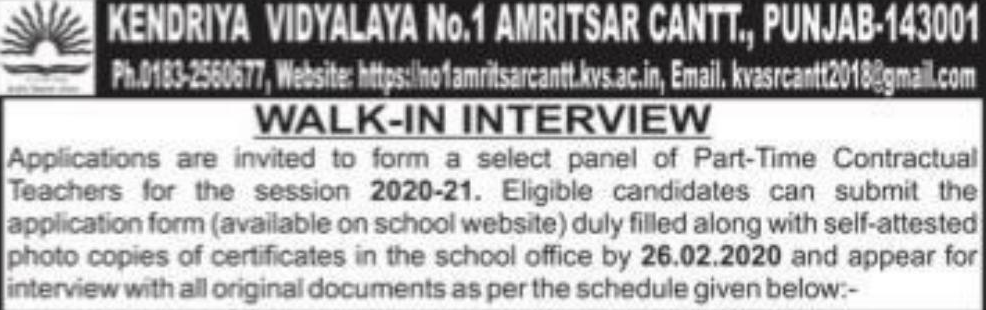 KENDRIYA VIDYALAYA No.1 AMRITSAR CANTT., PUNJAB-143001
Ph.0183-2560677, Website: https://no1amritsarcantt.kvs.ac.in, Email. kvasrcantt2018@gmail.com
WALK-IN INTERVIEW
Applications are invited to form a select panel of Part-Time Contractual
Teachers for the session 2020-21. Eligible candidates can submit the
application form (available on school website) duly filled along with self-attested
photo copies of certificates in the school office by 26.02.2020 and appear for
interview with all original documents as per the schedule given below:-